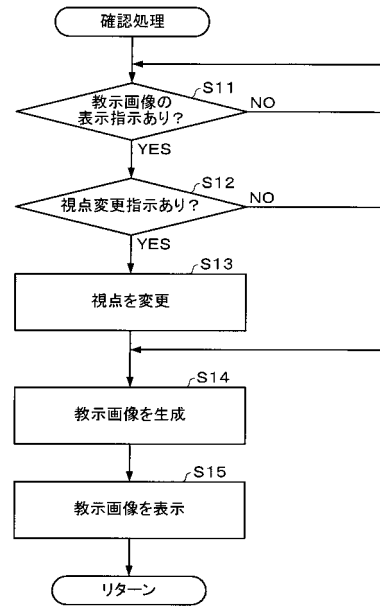 確認処理
S11
教示画像の
表示指示あり?
NO
YES
S12
視点変更指示あり?
NO
YES
S13
視点を変更
S14
教示画像を生成
S15
教示画像を表示
リターン